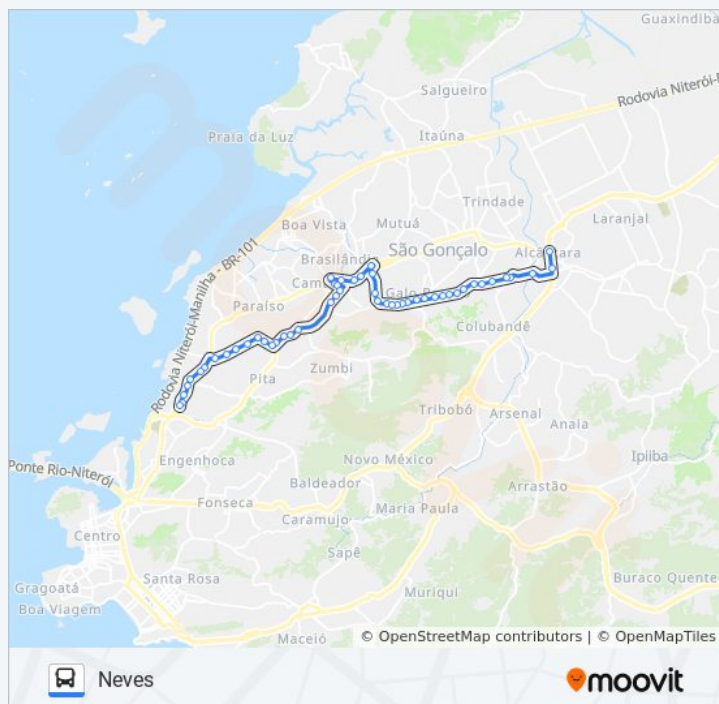 Guaxindiba
Salgueiro
Rodovia Niterói-M
Itaúna
Praia da Luz
Trindade
Laranjal
Boa Vista
Mutuá
São Gonçalo
Alcântara
Brasilândia
Rodovia Niterói-Manilha - BR-101
Paraíso
Colubandê
Zumbi
Pita
Tribobó
Arsenal
Anaia
Ipiíba
Ponte Rio-Niterói
Engenhoca
Novo México
Baldeador
Arrastão
Fonseca
Maria Paula
Caramujo
Centro
Sapê
Santa Rosa
Buraco Quente
Gragoatá
Muriqui
Boa Viagem
Maceió
© OpenStreetMap contributors | © OpenMapTiles
Neves
moovit